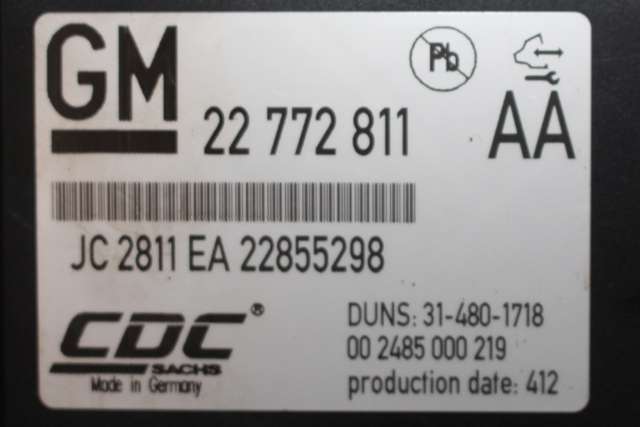 GM
Pb
22 772 811 AA
JC 2811 EA 22855298
CDC®
SACHS
Made in Germany
DUNS: 31-480-1718
00 2485 000 219
production date: 412